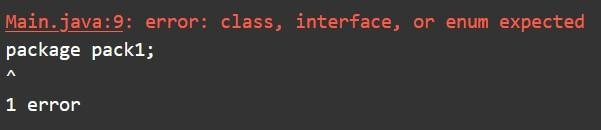 Main.java:9: error: class, interface, or enum expected
package pack1;
^
1 error